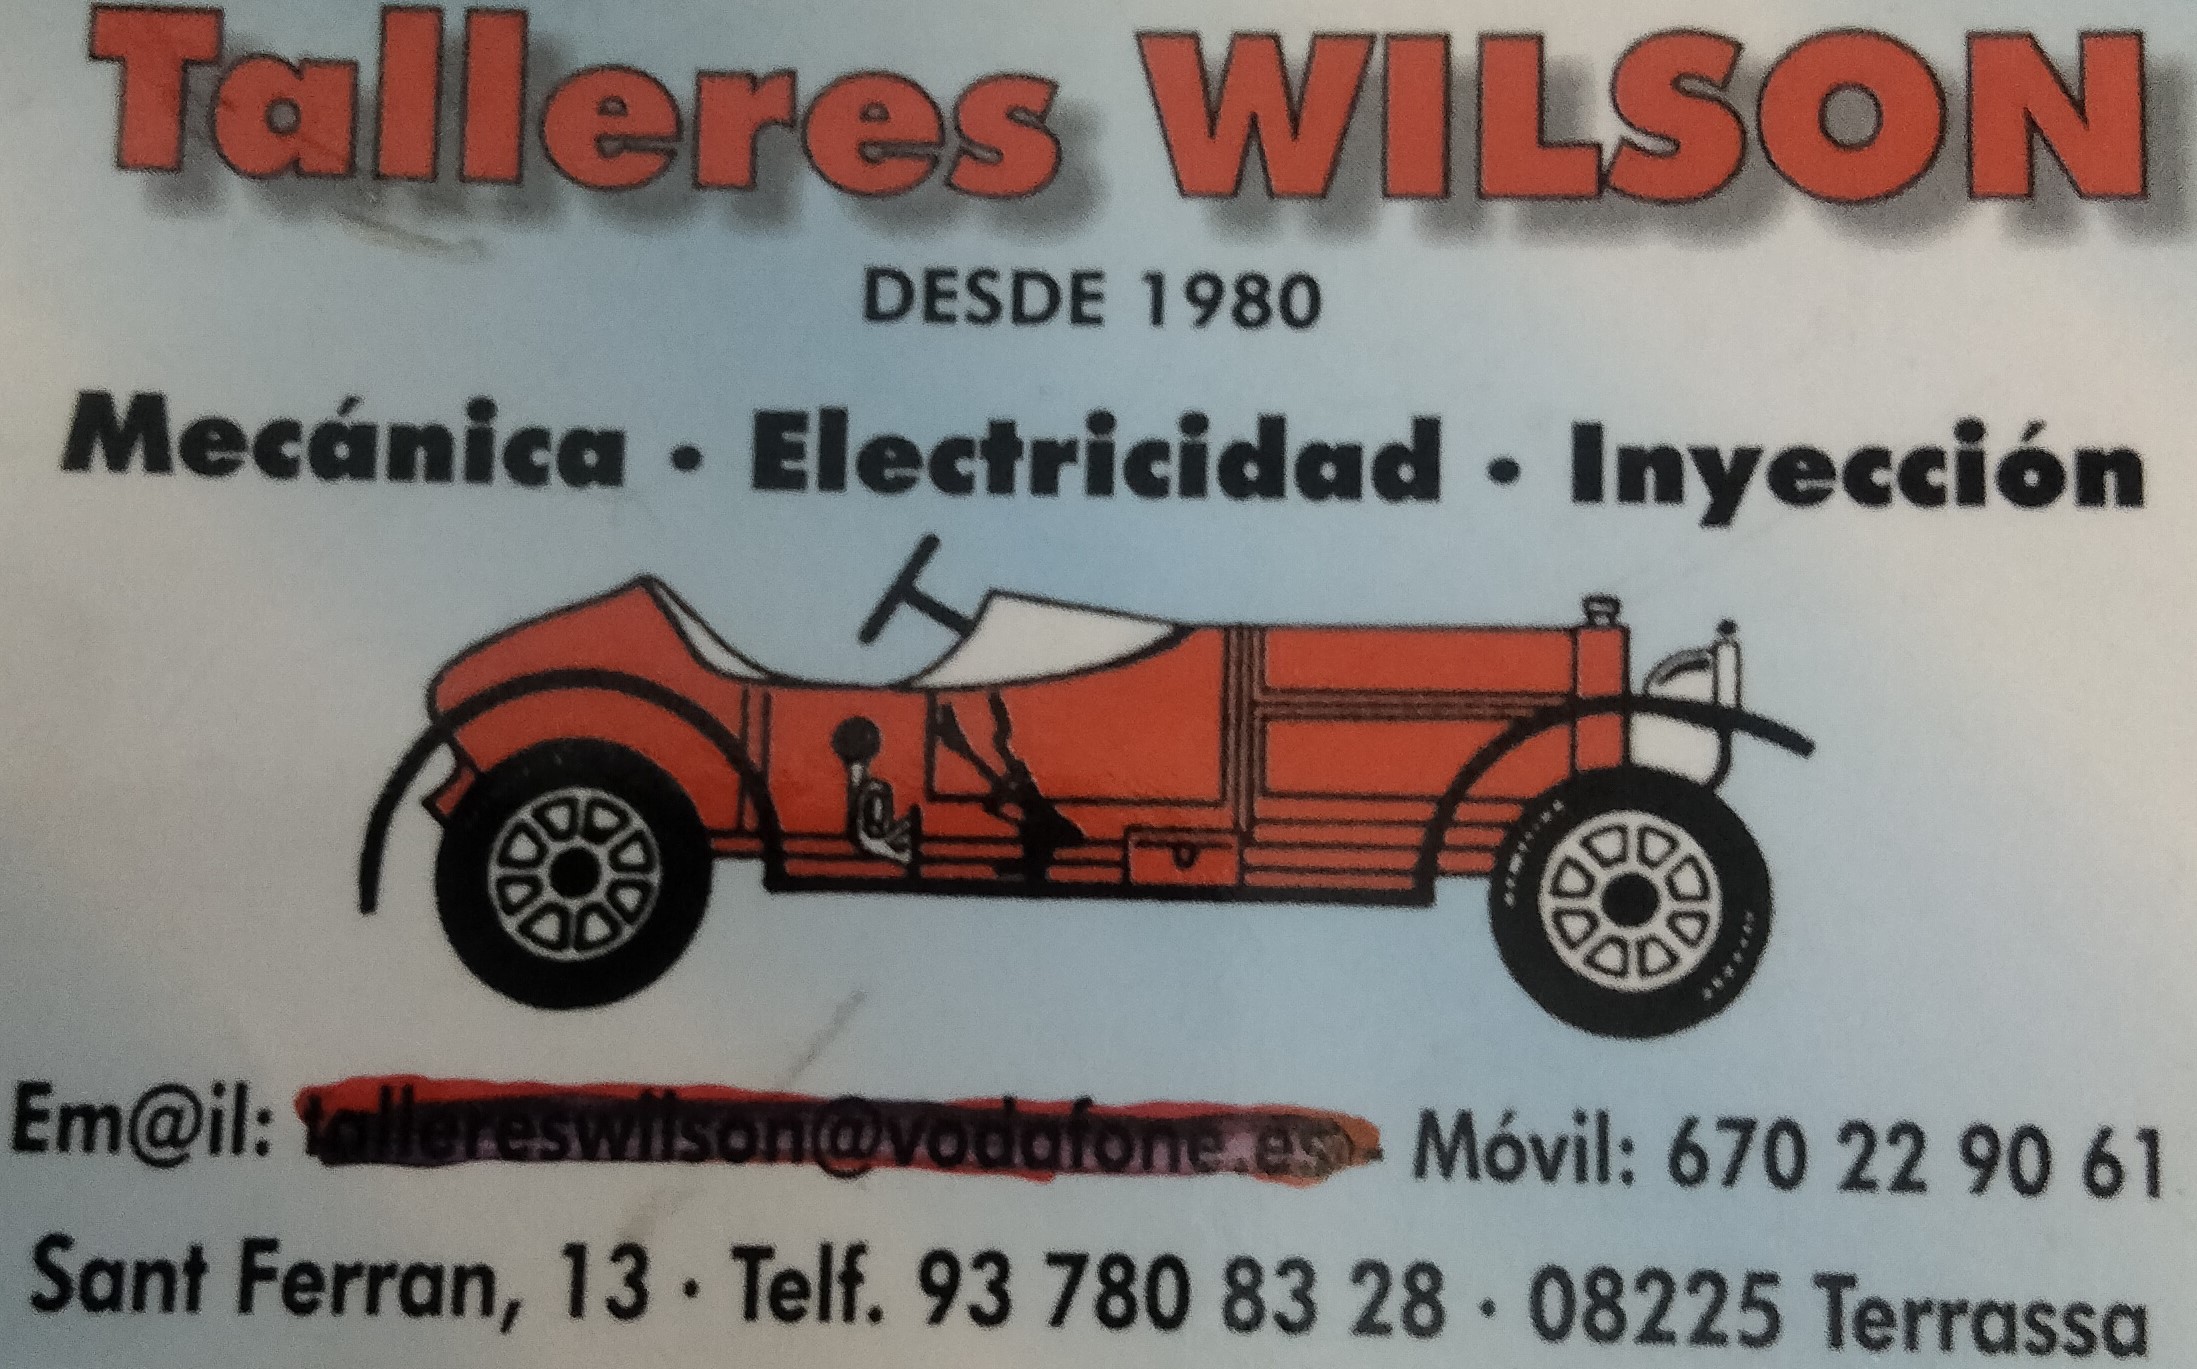 Talleres WILSON
DESDE 1980
Mecánica · Electricidad · Inyección
Em@il: tallereswilson@vodafone.es - Móvil: 670 22 90 61
Sant Ferran, 13 · Telf. 93 780 83 28 · 08225 Terrassa